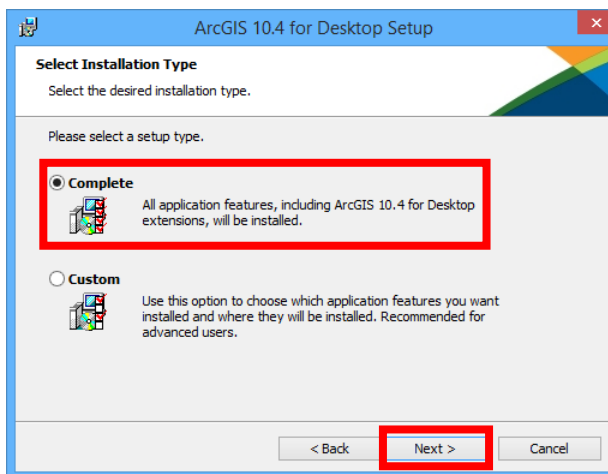 ArcGIS 10.4 for Desktop Setup
Select Installation Type
Select the desired installation type.
Please select a setup type.
Complete
All application features, including ArcGIS 10.4 for Desktop
extensions, will be installed.
Custom
Use this option to choose which application features you want
installed and where they will be installed. Recommended for
advanced users.
< Back Next > Cancel